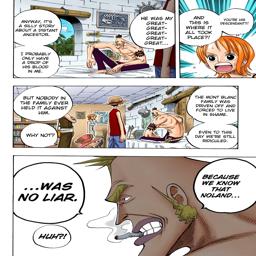 YOU'RE HIS
DESCENDANT?!
AND
THIS IS
WHERE IT
ALL TOOK
PLACE?
HE WAS MY
GREAT-
GREAT-
GREAT-
GREAT-
GREAT...
ANYWAY, IT'S
A SILLY STORY
ABOUT A
DISTANT
ANCESTOR.
I PROBABLY
ONLY HAVE
A DROP OF
HIS BLOOD
IN ME.
THE MONT BLANC
FAMILY WAS
DRIVEN OFF AND
FORCED TO LIVE
IN SHAME.
EVEN TO THIS
DAY WE'RE STILL
RIDICULED.
BUT NOBODY IN
THE FAMILY EVER
HELD IT AGAINST
HIM.
WHY NOT?
BECAUSE
WE KNOW
THAT
NOLAND...
...WAS
NO LIAR.
HUH?!